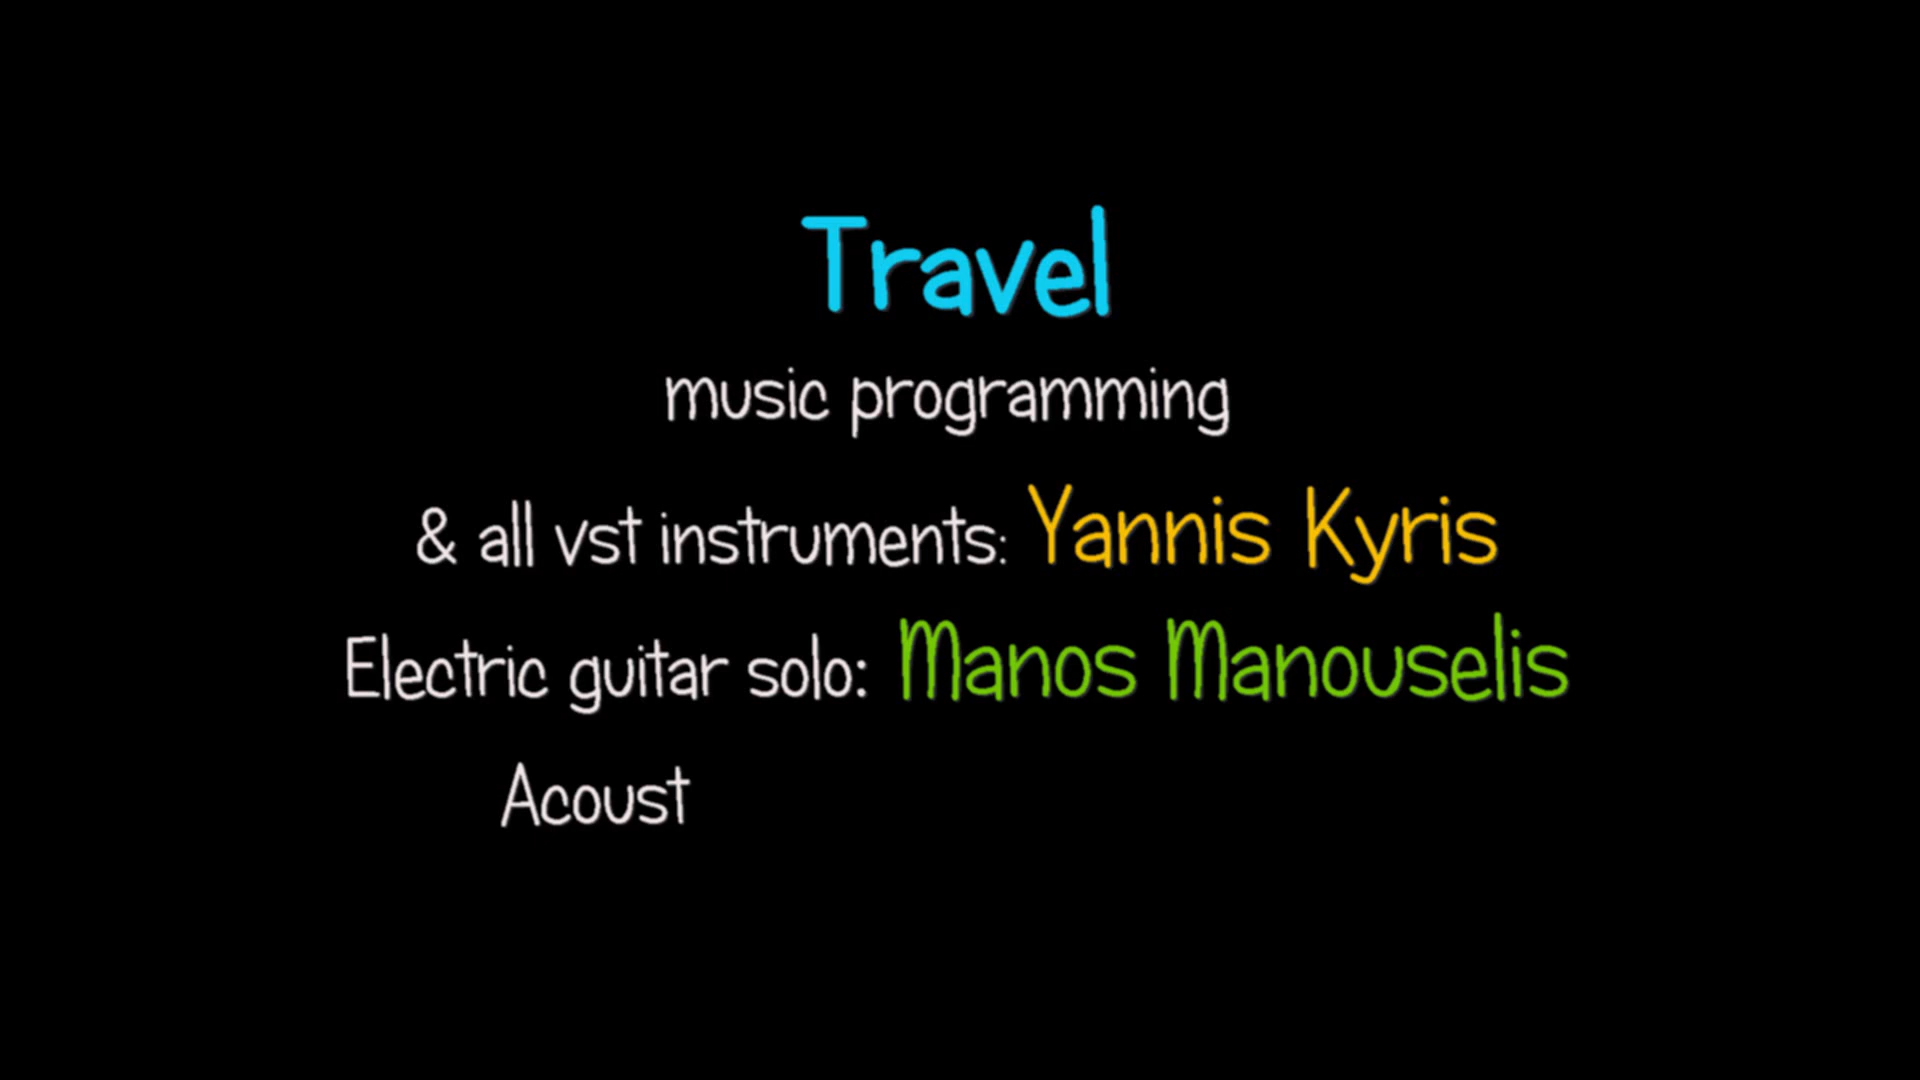 Travel
music programming
& all vst instruments: Yannis Kyris
Electric guitar solo: Manos Manouselis
Acoust